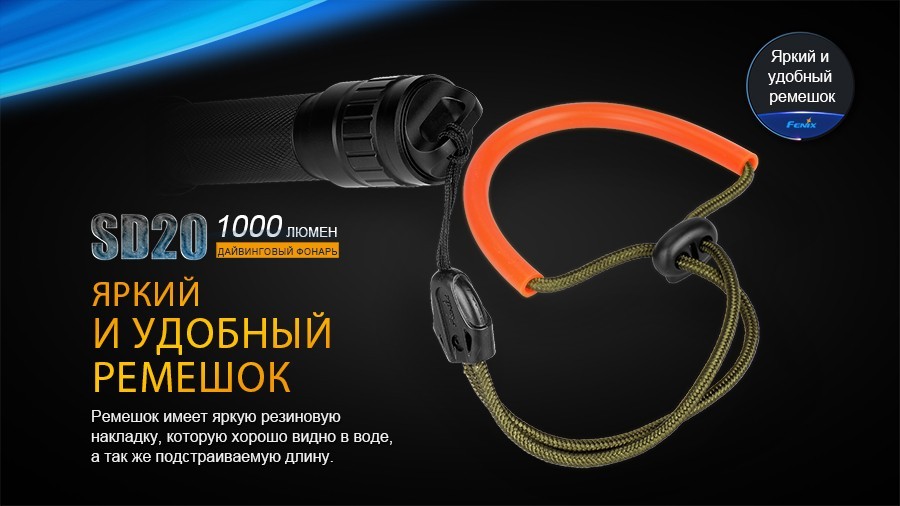 Яркий и
удобный
ремешок
FENIX
SD20 1000 ЛЮМЕН
ДАЙВИНГОВЫЙ ФОНАРЬ
ЯРКИЙ
И УДОБНЫЙ
РЕМЕШОК
Ремешок имеет яркую резиновую
накладку, которую хорошо видно в воде,
а так же подстраиваемую длину.